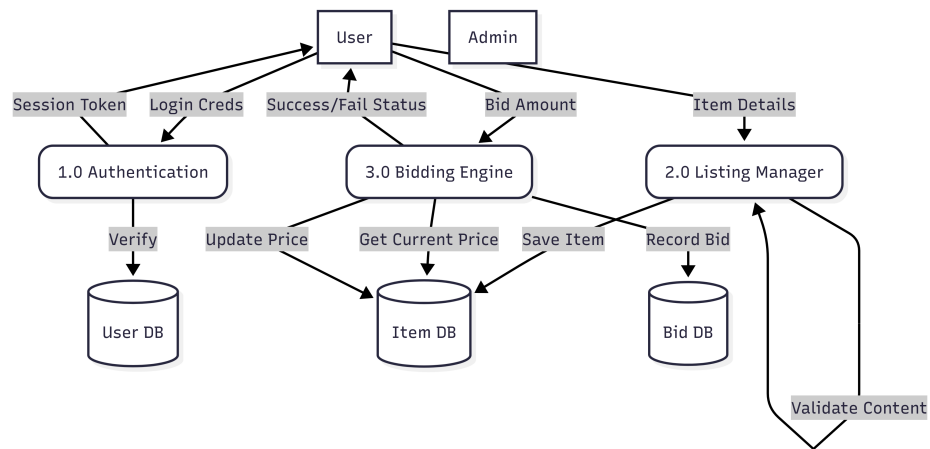 User
Admin
Session Token
Login Creds
Success/Fail Status
Bid Amount
Item Details
1.0 Authentication
3.0 Bidding Engine
2.0 Listing Manager
Verify
Update Price
Get Current Price
Save Item
Record Bid
User DB
Item DB
Bid DB
Validate Content